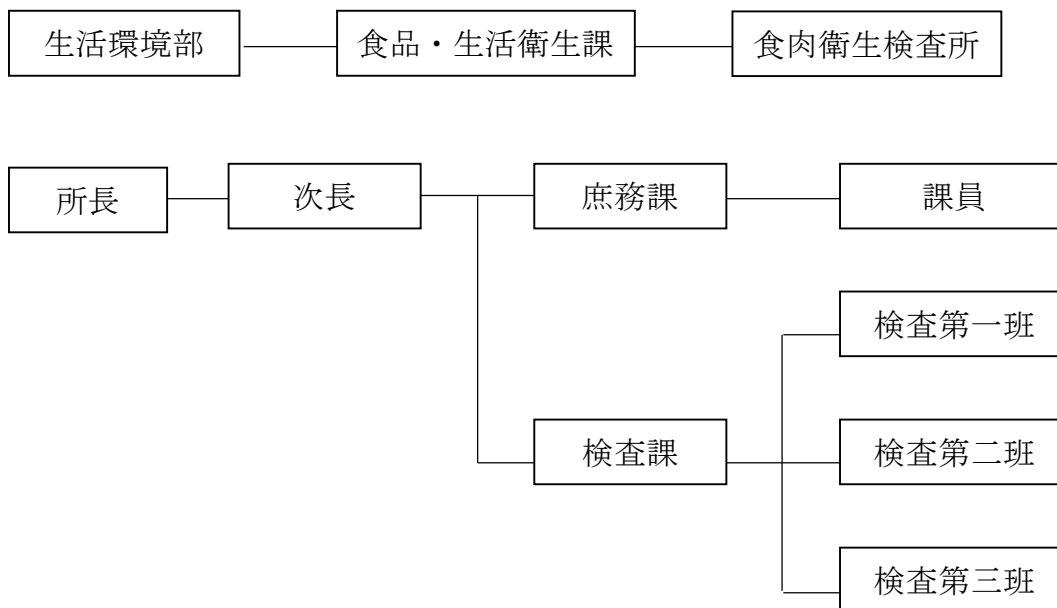 生活環境部 食品・生活衛生課 食肉衛生検査所
所長 次長 庶務課 課員
検査第一班
検査課 検査第二班
検査第三班